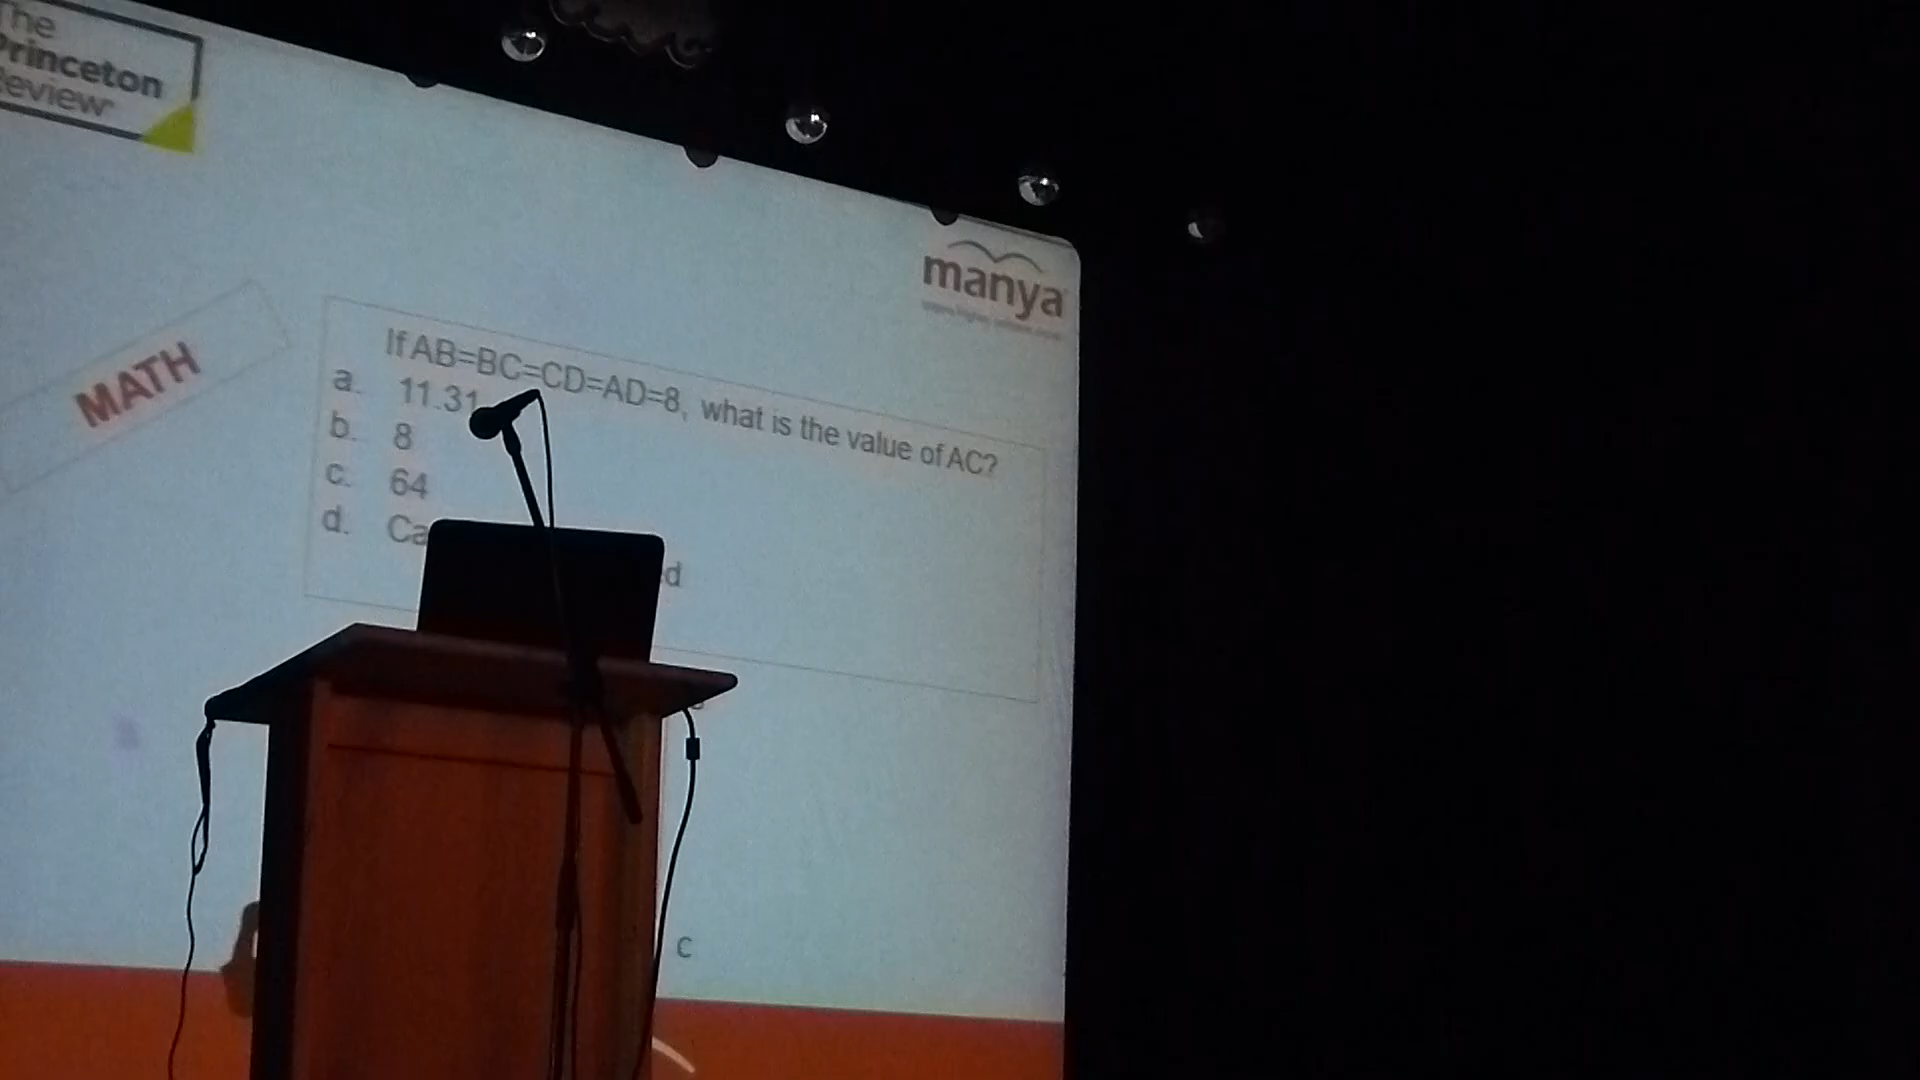 The
Princeton
Review
manya
MATH
If AB=BC=CD=AD=8, what is the value of AC?
a. 11.31
b. 8
c. 64
d.
C